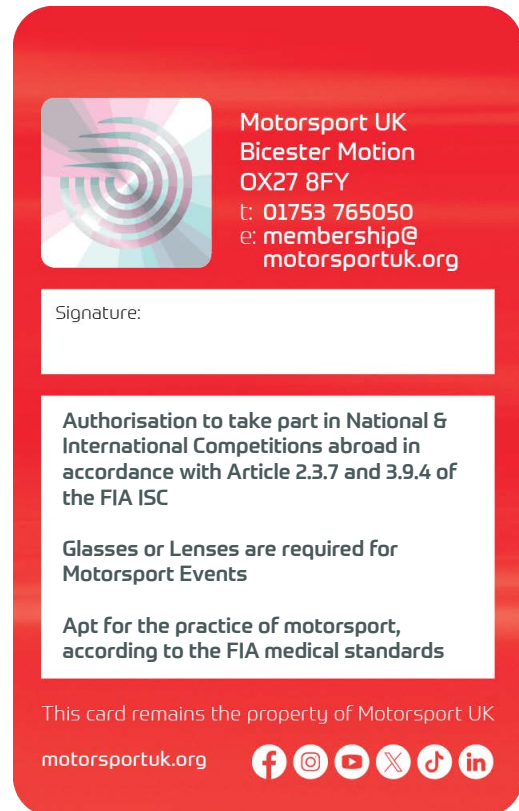 Motorsport UK
Bicester Motion
OX27 8FY
t: 01753 765050
e: membership@
motorsportuk.org
Signature:
Authorisation to take part in National &
International Competitions abroad in
accordance with Article 2.3.7 and 3.9.4 of
the FIA ISC
Glasses or Lenses are required for
Motorsport Events
Apt for the practice of motorsport,
according to the FIA medical standards
This card remains the property of Motorsport UK
motorsportuk.org